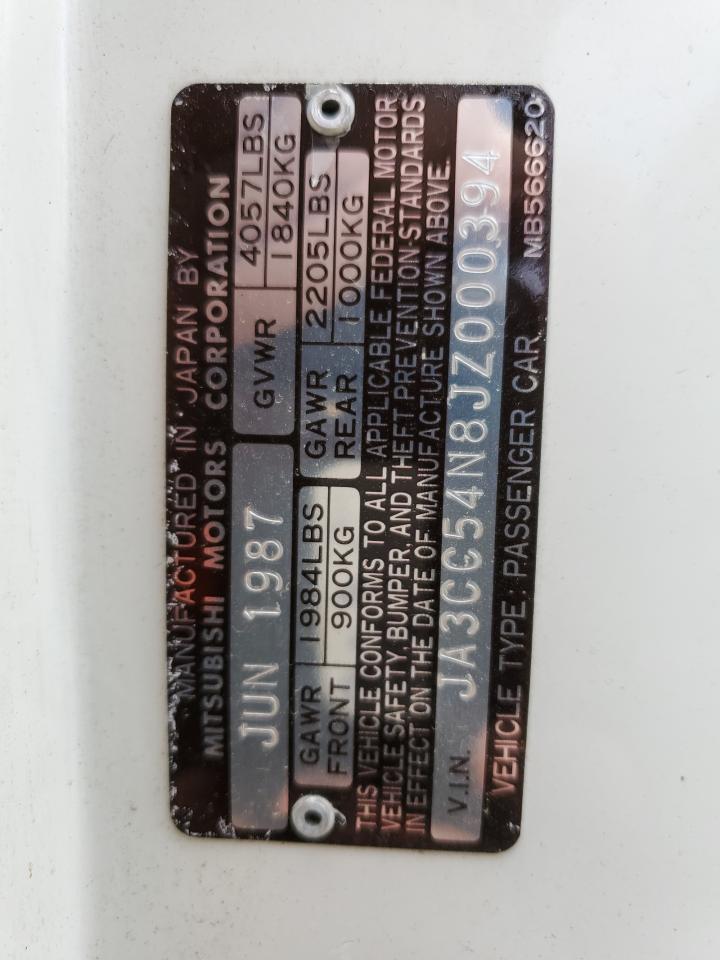 MANUFACTURED IN JAPAN BY
MITSUBISHI MOTORS CORPORATION
JUN 1987
GVWR
4057LBS
1840KG
GAWR
FRONT
1984LBS
900KG
GAWR
REAR
2205LBS
1000KG
THIS VEHICLE CONFORMS TO ALL APPLICABLE FEDERAL MOTOR
VEHICLE SAFETY, BUMPER, AND THEFT PREVENTION STANDARDS
IN EFFECT ON THE DATE OF MANUFACTURE SHOWN ABOVE.
V.I.N. JA3CC54N8JZ000394
VEHICLE TYPE: PASSENGER CAR MB566620